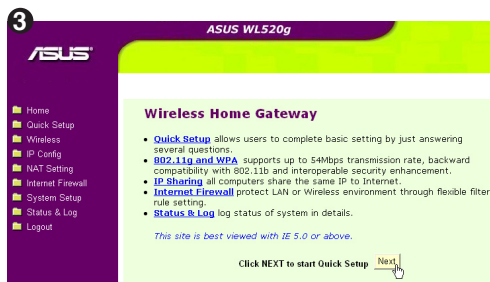 3
ASUS WL520g
ASUS
Home
Quick Setup
Wireless
IP Config
NAT Setting
Internet Firewall
System Setup
Status & Log
Logout
Wireless Home Gateway
Quick Setup allows users to complete basic setting by just answering
several questions.
802.11g and WPA supports up to 54Mbps transmission rate, backward
compatibility with 802.11b and interoperable security enhancement.
IP Sharing all computers share the same IP to Internet.
Internet Firewall protect LAN or Wireless environment through flexible filter
rule setting.
Status & Log log status of system in details.
This site is best viewed with IE 5.0 or above.
Click NEXT to start Quick Setup Next